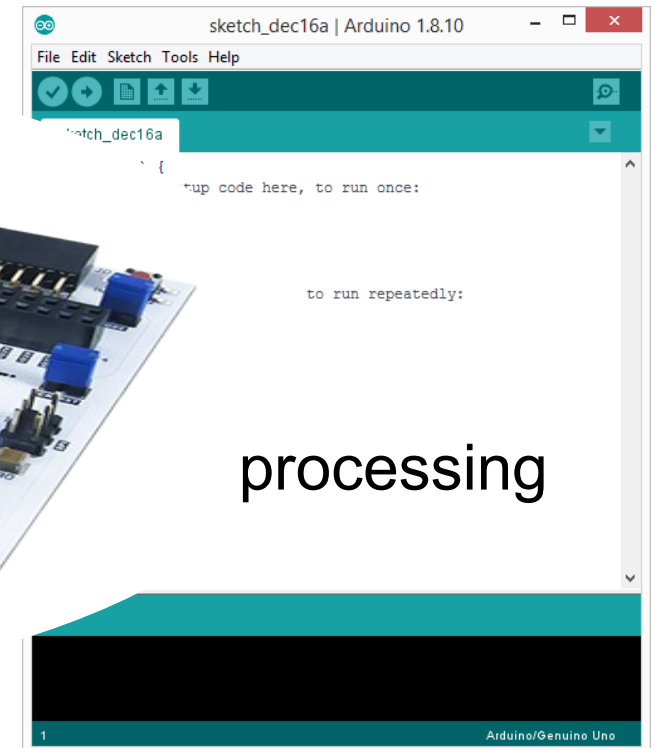 sketch_dec16a | Arduino 1.8.10
File Edit Sketch Tools Help
sketch_dec16a
{
code here, to run once:
to run repeatedly:
processing
1
Arduino/Genuino Uno